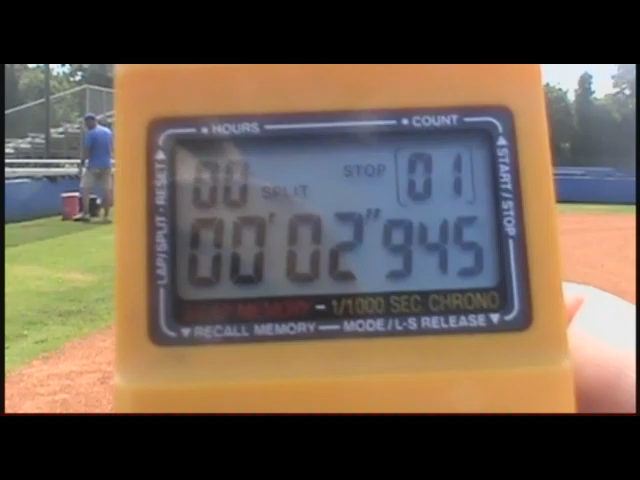 HOURS COUNT
00 SPLIT STOP 01
00'02"945
LAP/SPLIT-RESET
START/STOP
MEMORY - 1/1000 SEC CHRONO
RECALL MEMORY MODE/L-S RELEASE